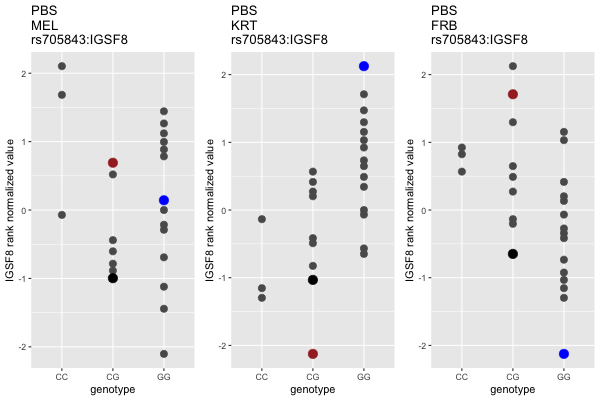 PBS
MEL
rs705843:IGSF8
IGSF8 rank normalized value
2
1
0
-1
-2
CC CG GG
genotype
PBS
KRT
rs705843:IGSF8
IGSF8 rank normalized value
2
1
0
-1
-2
CC CG GG
genotype
PBS
FRB
rs705843:IGSF8
IGSF8 rank normalized value
2
1
0
-1
-2
CC CG GG
genotype